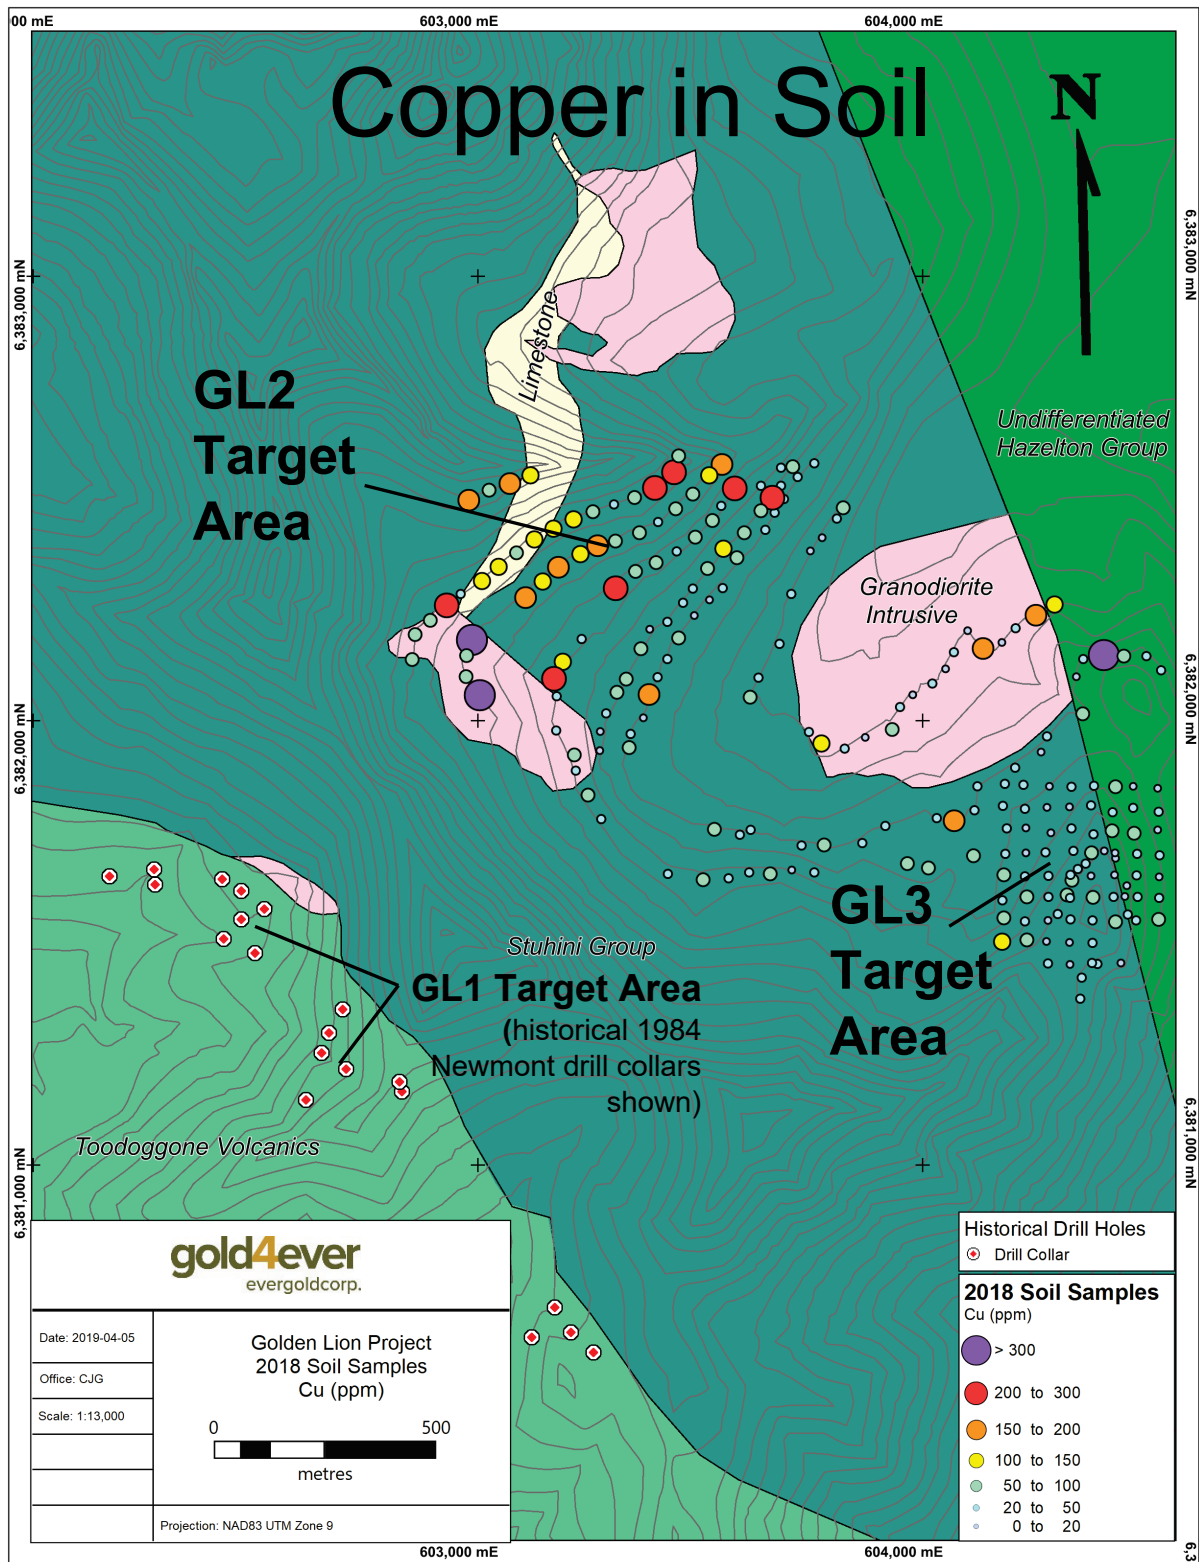 00 mE
603,000 mE
604,000 mE
Copper in Soil
N
6,383,000 mN
6,383,000 mN
Limestone
GL2
Target
Area
Undifferentiated
Hazelton Group
Granodiorite
Intrusive
6,382,000 mN
6,382,000 mN
GL3
Target
Area
Stuhini Group
GL1 Target Area
(historical 1984
Newmont drill collars
shown)
Toodoggone Volcanics
6,381,000 mN
6,381,000 mN
gold4ever
evergoldcorp.
Date: 2019-04-05
Office: CJG
Scale: 1:13,000
Golden Lion Project
2018 Soil Samples
Cu (ppm)
0 500
metres
Projection: NAD83 UTM Zone 9
Historical Drill Holes
Drill Collar
2018 Soil Samples
Cu (ppm)
> 300
200 to 300
150 to 200
100 to 150
50 to 100
20 to 50
0 to 20
603,000 mE
604,000 mE
6,3